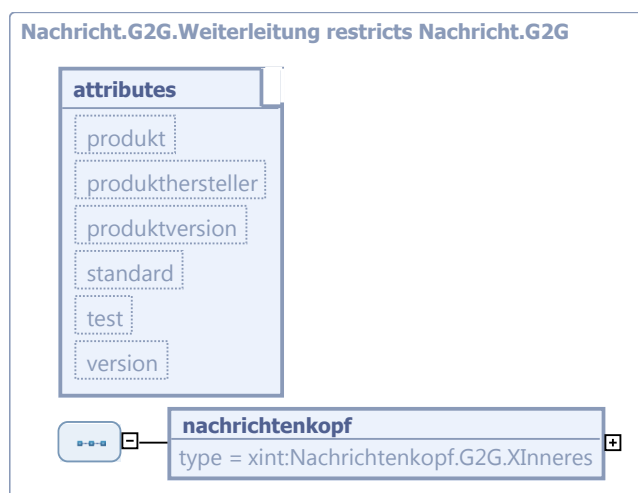 Nachricht.G2G.Weiterleitung restricts Nachricht.G2G
attributes
produkt
produkthersteller
produktversion
standard
test
version
nachrichtenkopf
type = xint:Nachrichtenkopf.G2G.XInneres